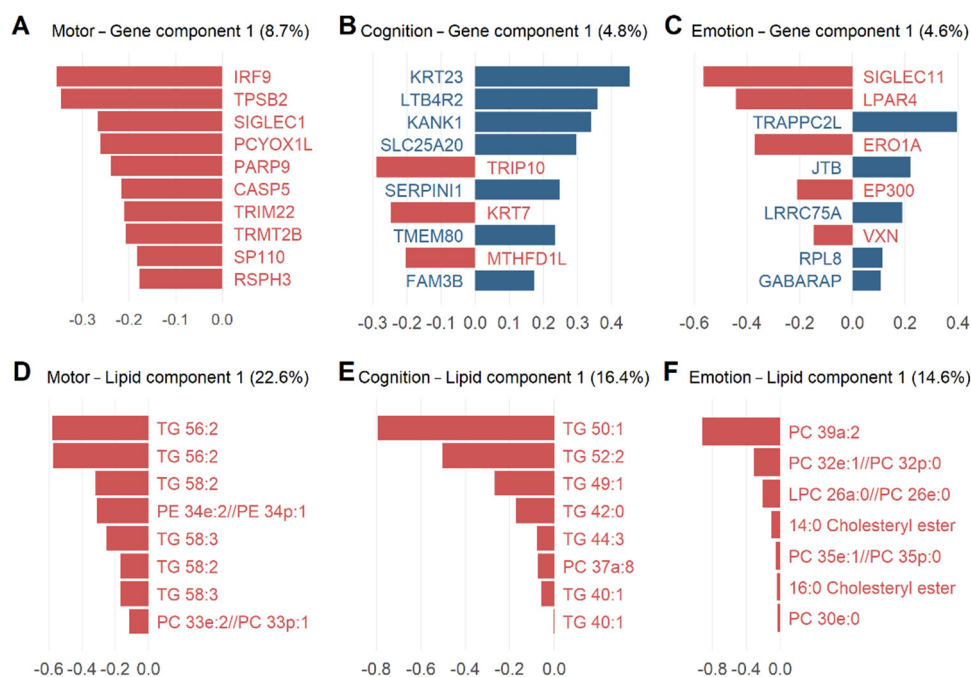 A Motor – Gene component 1 (8.7%)
IRF9
TPSB2
SIGLEC1
PCYOX1L
PARP9
CASP5
TRIM22
TRMT2B
SP110
RSPH3
-0.3 -0.2 -0.1 0.0
B Cognition – Gene component 1 (4.8%)
KRT23
LTB4R2
KANK1
SLC25A20
TRIP10
SERPINI1
KRT7
TMEM80
MTHFD1L
FAM3B
-0.3 -0.2 -0.1 0.0 0.1 0.2 0.3 0.4
C Emotion – Gene component 1 (4.6%)
SIGLEC11
LPAR4
TRAPPC2L
ERO1A
JTB
EP300
LRRC75A
VXN
RPL8
GABARAP
-0.6 -0.4 -0.2 0.0 0.2 0.4
D Motor – Lipid component 1 (22.6%)
TG 56:2
TG 56:2
TG 58:2
PE 34e:2//PE 34p:1
TG 58:3
TG 58:2
TG 58:3
PC 33e:2//PC 33p:1
-0.6 -0.4 -0.2 0.0
E Cognition – Lipid component 1 (16.4%)
TG 50:1
TG 52:2
TG 49:1
TG 42:0
TG 44:3
PC 37a:8
TG 40:1
TG 40:1
-0.8 -0.6 -0.4 -0.2 0.0
F Emotion – Lipid component 1 (14.6%)
PC 39a:2
PC 32e:1//PC 32p:0
LPC 26a:0//PC 26e:0
14:0 Cholesteryl ester
PC 35e:1//PC 35p:0
16:0 Cholesteryl ester
PC 30e:0
-0.8 -0.4 0.0